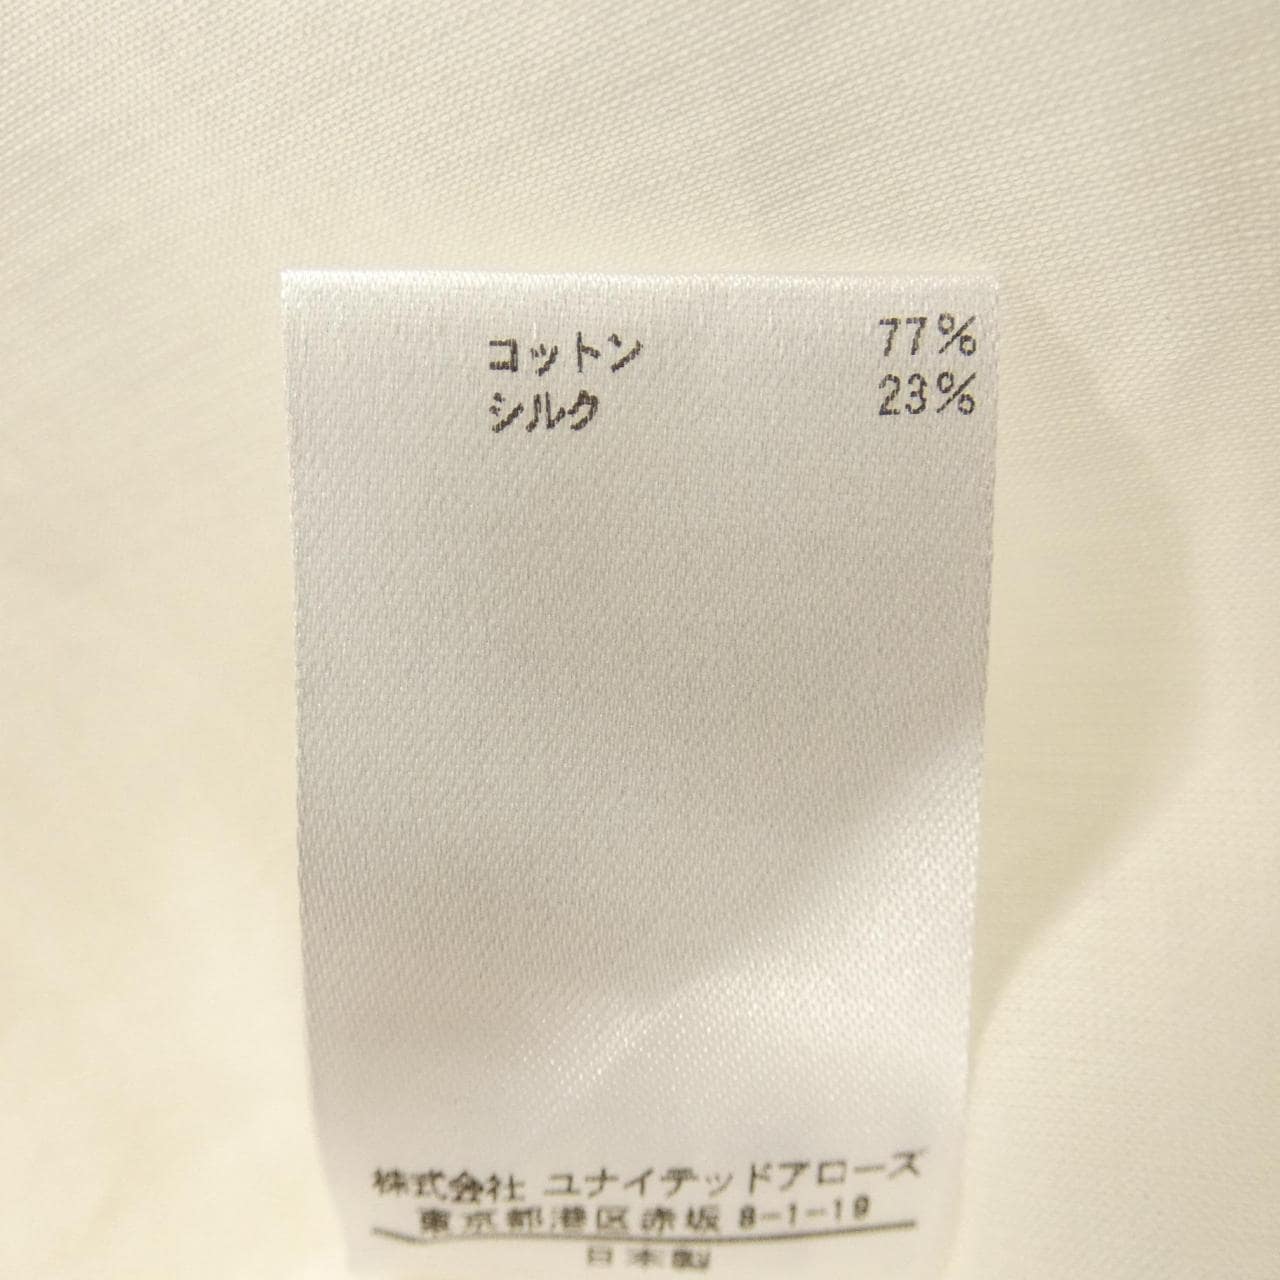 コットン 77%
シルク 23%
株式会社 ユナイテッドアローズ
東京都港区赤坂 8-1-19
日本製